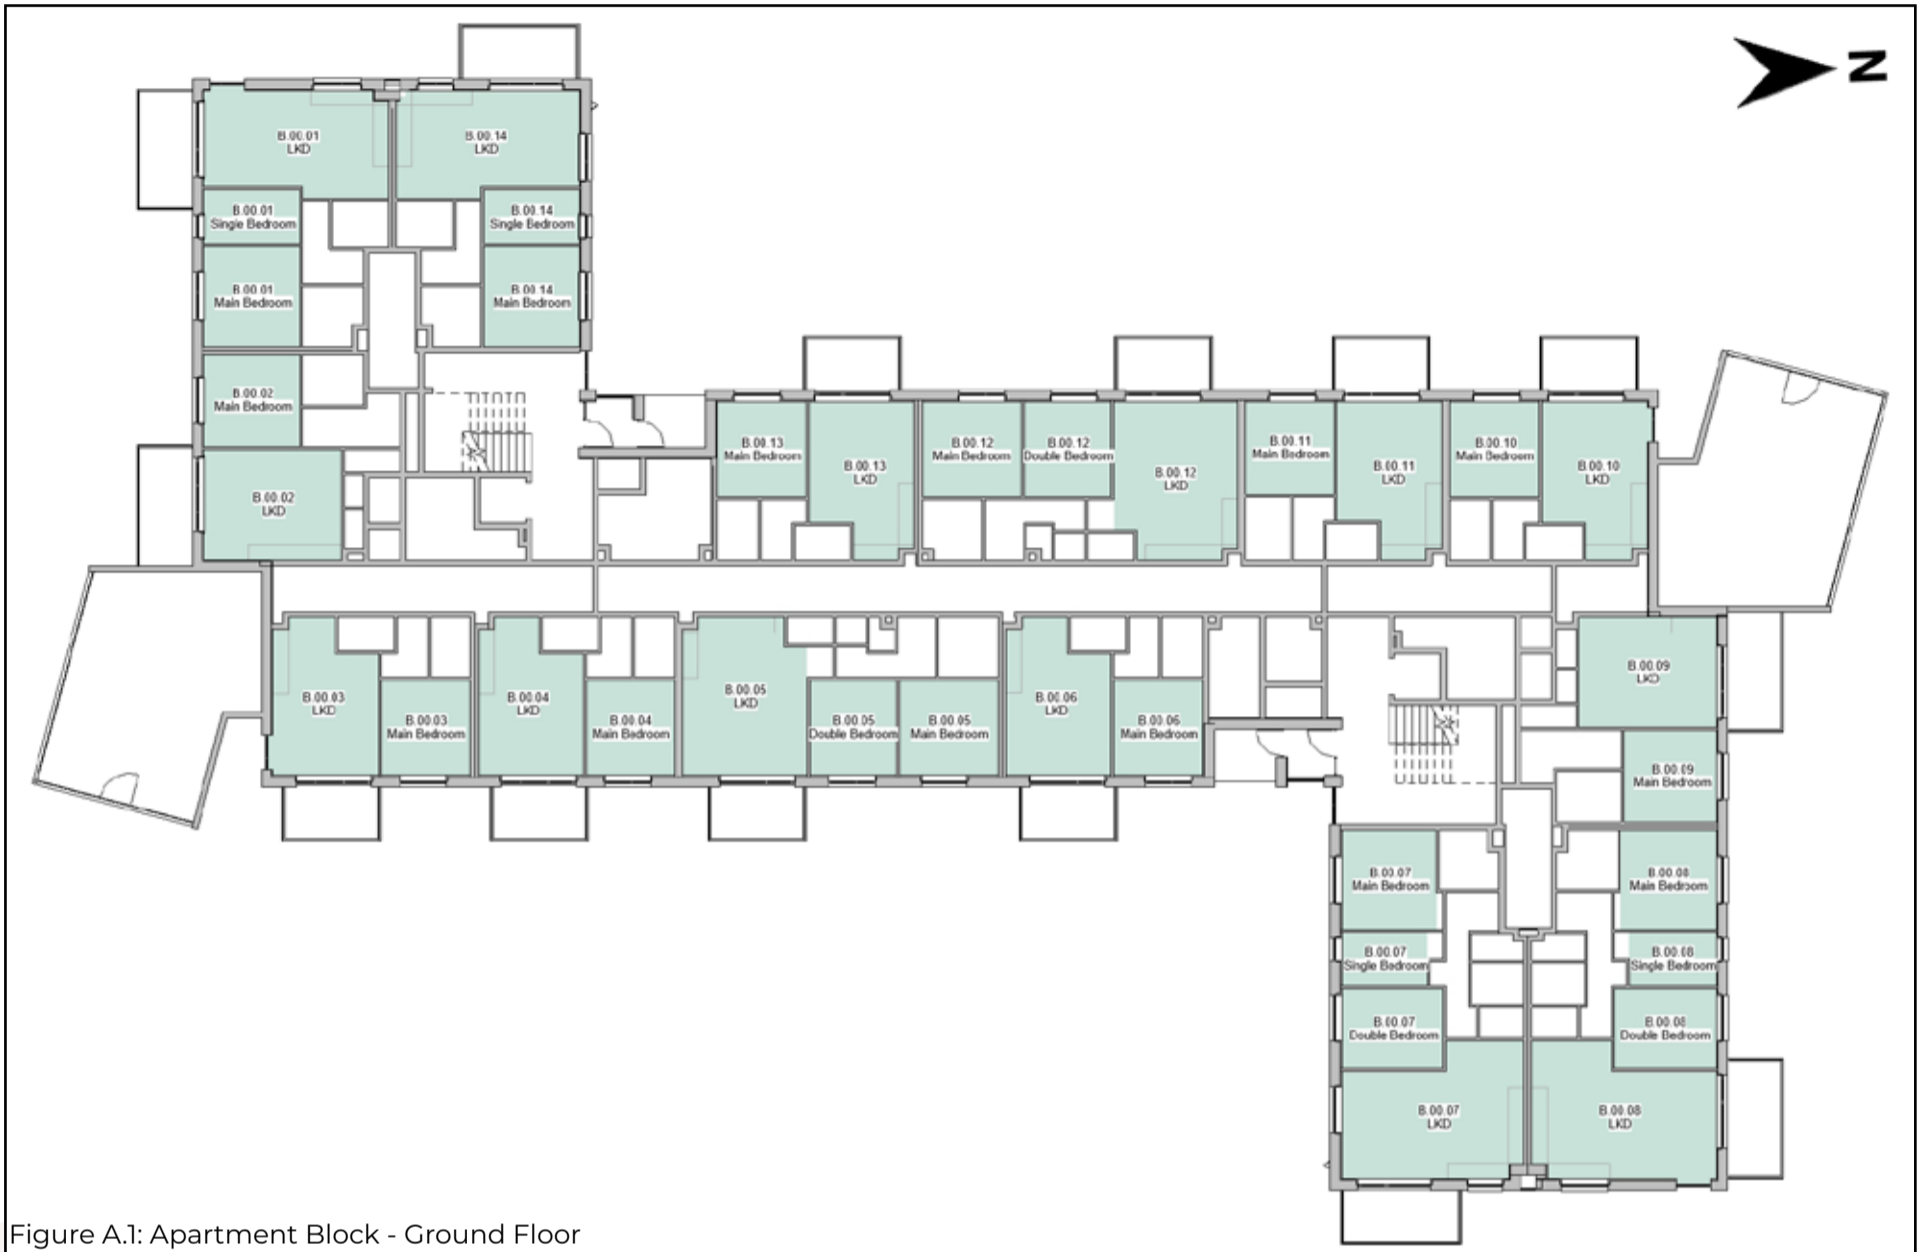 N
B.00.01
LKD
B.00.14
LKD
B.00.01
Single Bedroom
B.00.14
Single Bedroom
B.00.01
Main Bedroom
B.00.14
Main Bedroom
B.00.02
Main Bedroom
B.00.02
LKD
B.00.13
Main Bedroom
B.00.13
LKD
B.00.12
Main Bedroom
B.00.12
Double Bedroom
B.00.12
LKD
B.00.11
Main Bedroom
B.00.11
LKD
B.00.10
Main Bedroom
B.00.10
LKD
B.00.03
LKD
B.00.03
Main Bedroom
B.00.04
LKD
B.00.04
Main Bedroom
B.00.05
LKD
B.00.05
Double Bedroom
B.00.05
Main Bedroom
B.00.06
LKD
B.00.06
Main Bedroom
B.00.09
LKD
B.00.09
Main Bedroom
B.00.07
Main Bedroom
B.00.08
Main Bedroom
B.00.07
Single Bedroom
B.00.08
Single Bedroom
B.00.07
Double Bedroom
B.00.08
Double Bedroom
B.00.07
LKD
B.00.08
LKD
Figure A.1: Apartment Block - Ground Floor